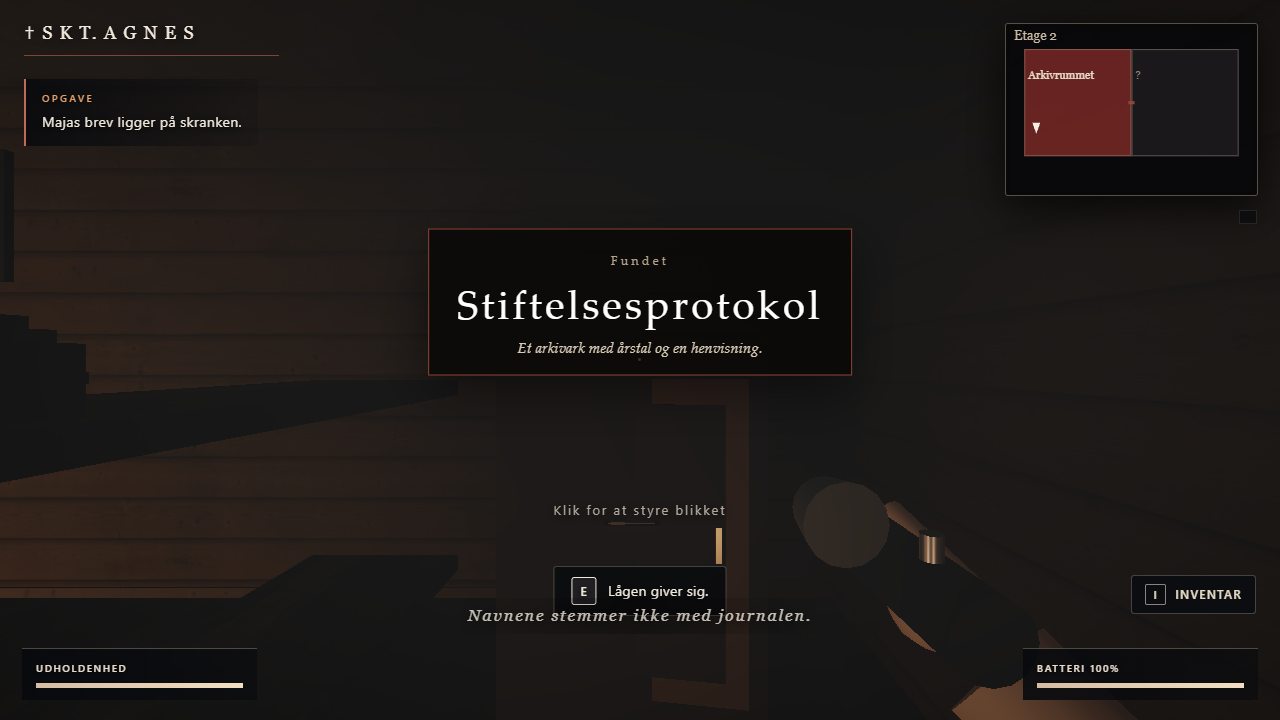 ✝ SKT. AGNES
OPGAVE
Majas brev ligger på skranken.
Etage 2
Arkivrummet
?
Fundet
Stiftelsesprotokol
Et arkivark med årstal og en henvisning.
Klik for at styre blikket
E Lågen giver sig.
Navnene stemmer ikke med journalen.
I INVENTAR
UDHOLDENHED
BATTERI 100%